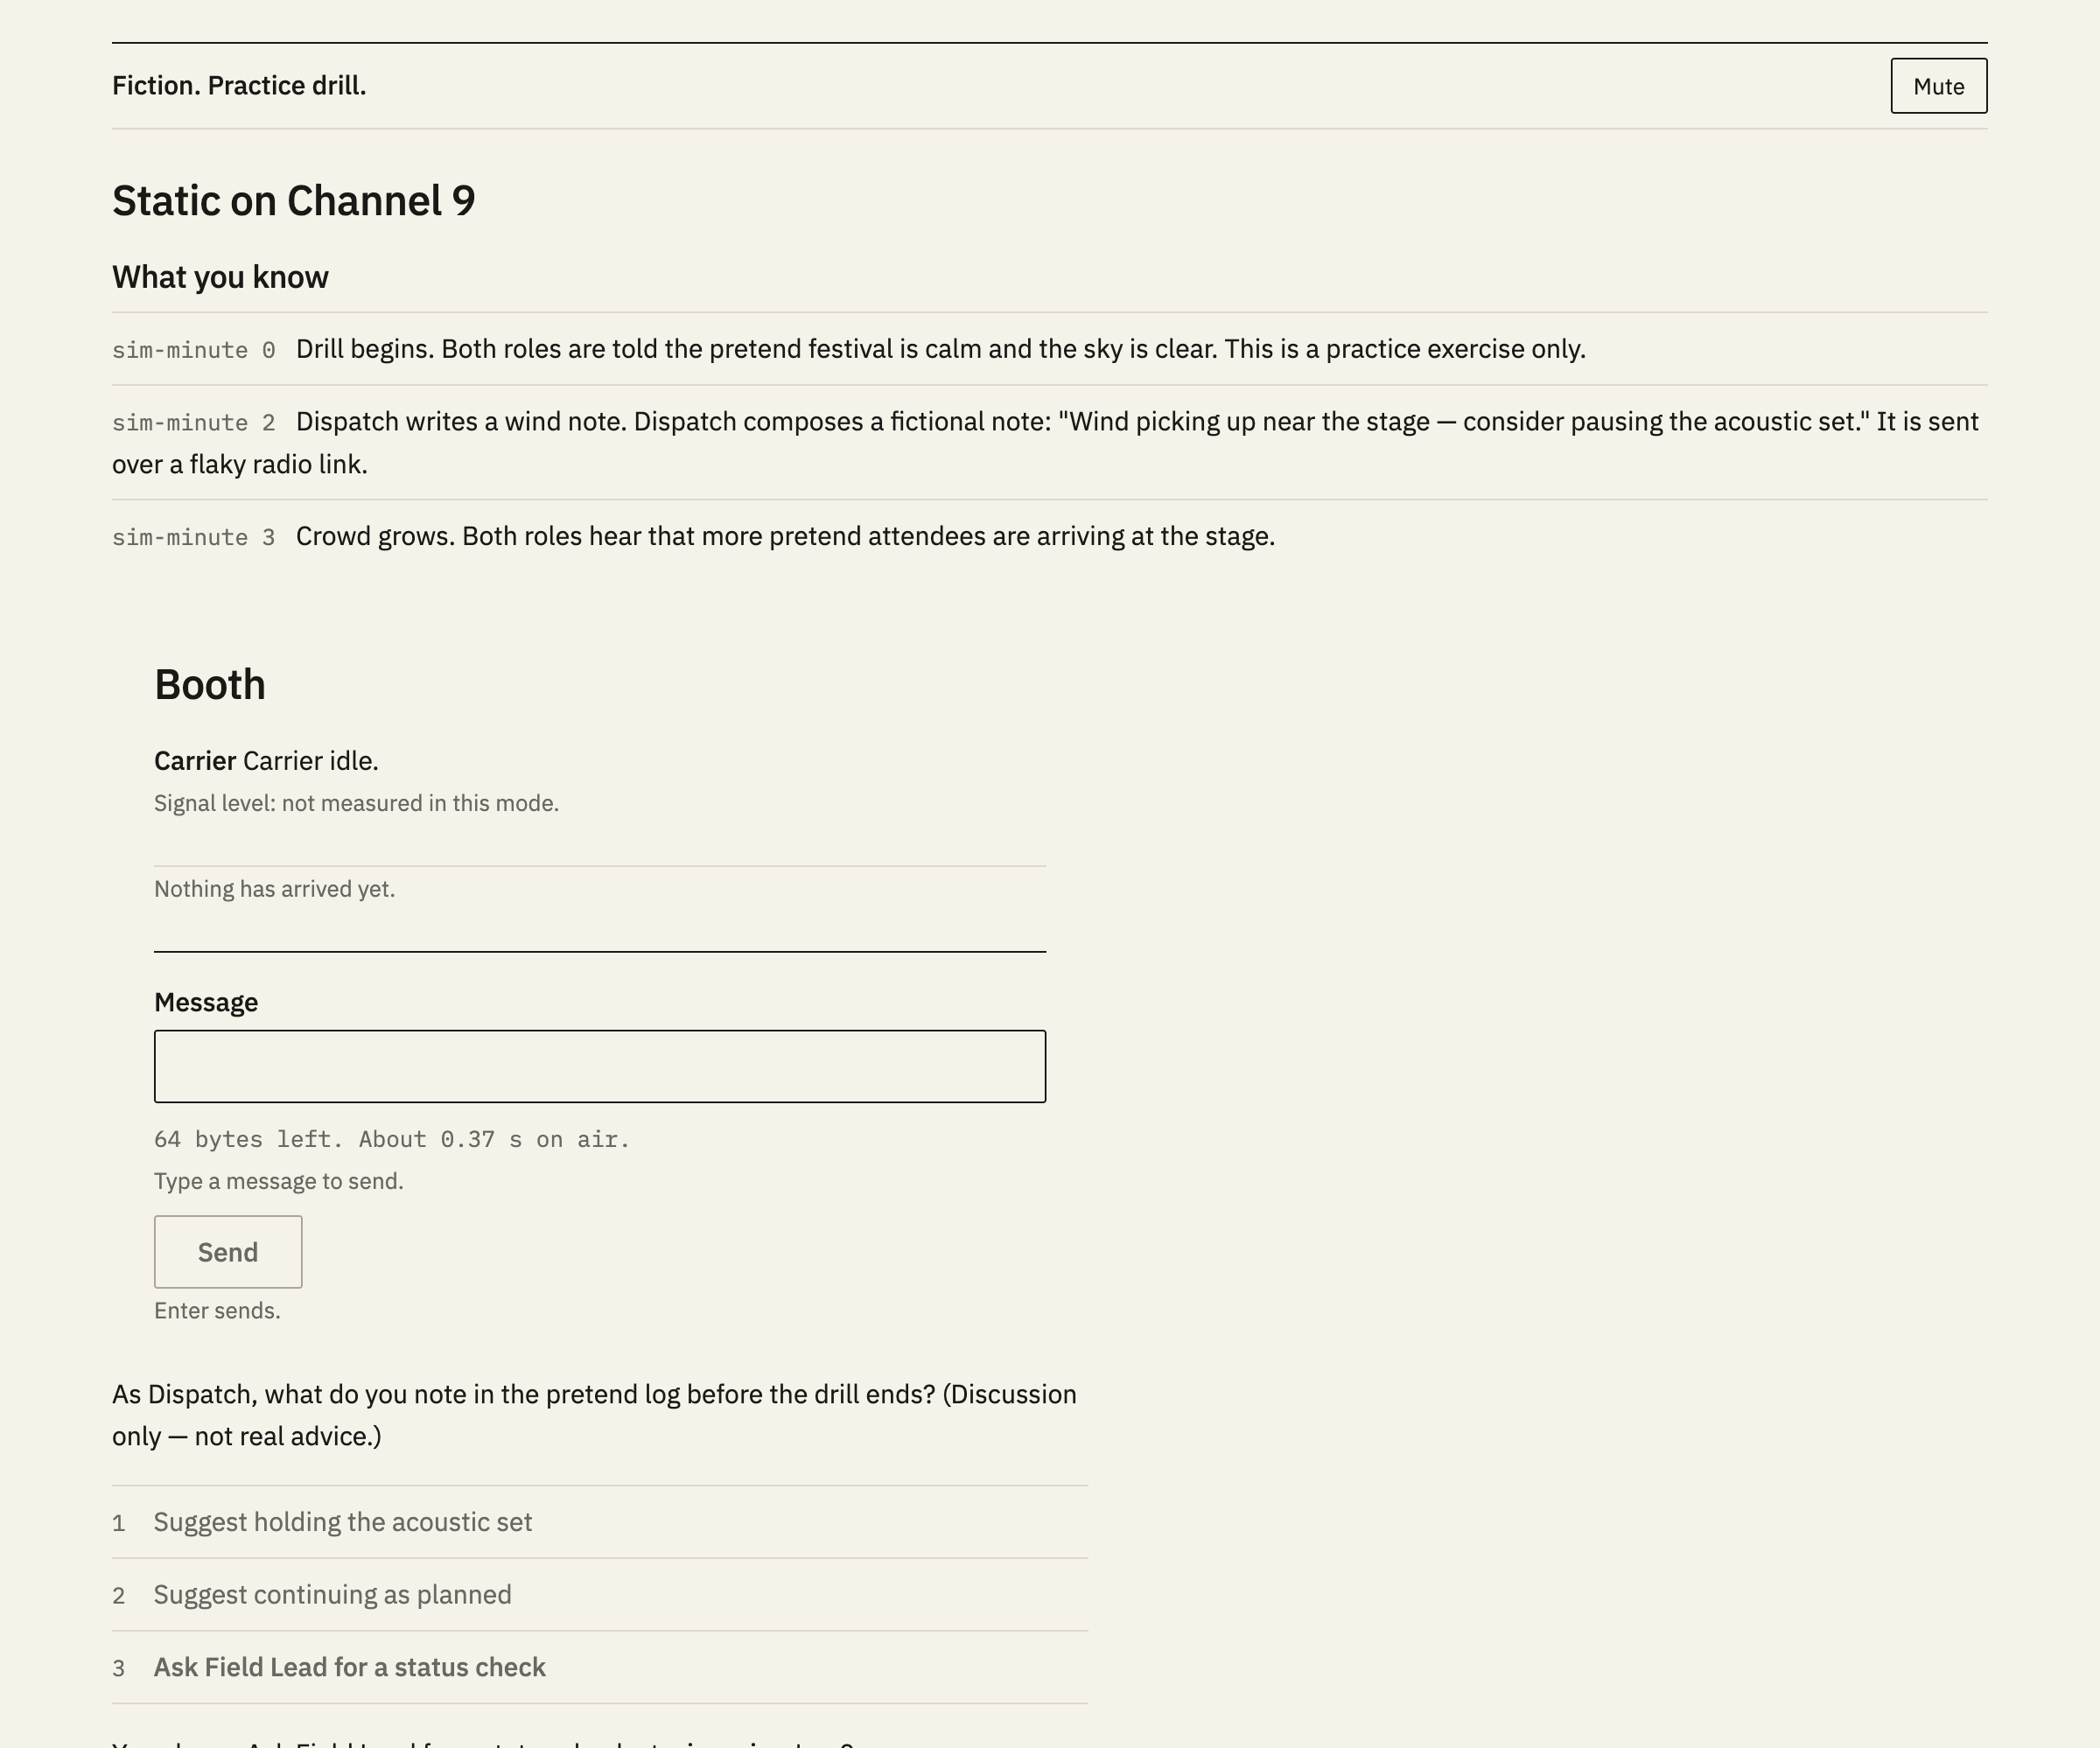 Fiction. Practice drill.
Mute
Static on Channel 9
What you know
sim-minute 0 Drill begins. Both roles are told the pretend festival is calm and the sky is clear. This is a practice exercise only.
sim-minute 2 Dispatch writes a wind note. Dispatch composes a fictional note: "Wind picking up near the stage — consider pausing the acoustic set." It is sent
over a flaky radio link.
sim-minute 3 Crowd grows. Both roles hear that more pretend attendees are arriving at the stage.
Booth
Carrier Carrier idle.
Signal level: not measured in this mode.
Nothing has arrived yet.
Message
64 bytes left. About 0.37 s on air.
Type a message to send.
Send
Enter sends.
As Dispatch, what do you note in the pretend log before the drill ends? (Discussion
only — not real advice.)
1 Suggest holding the acoustic set
2 Suggest continuing as planned
3 Ask Field Lead for a status check